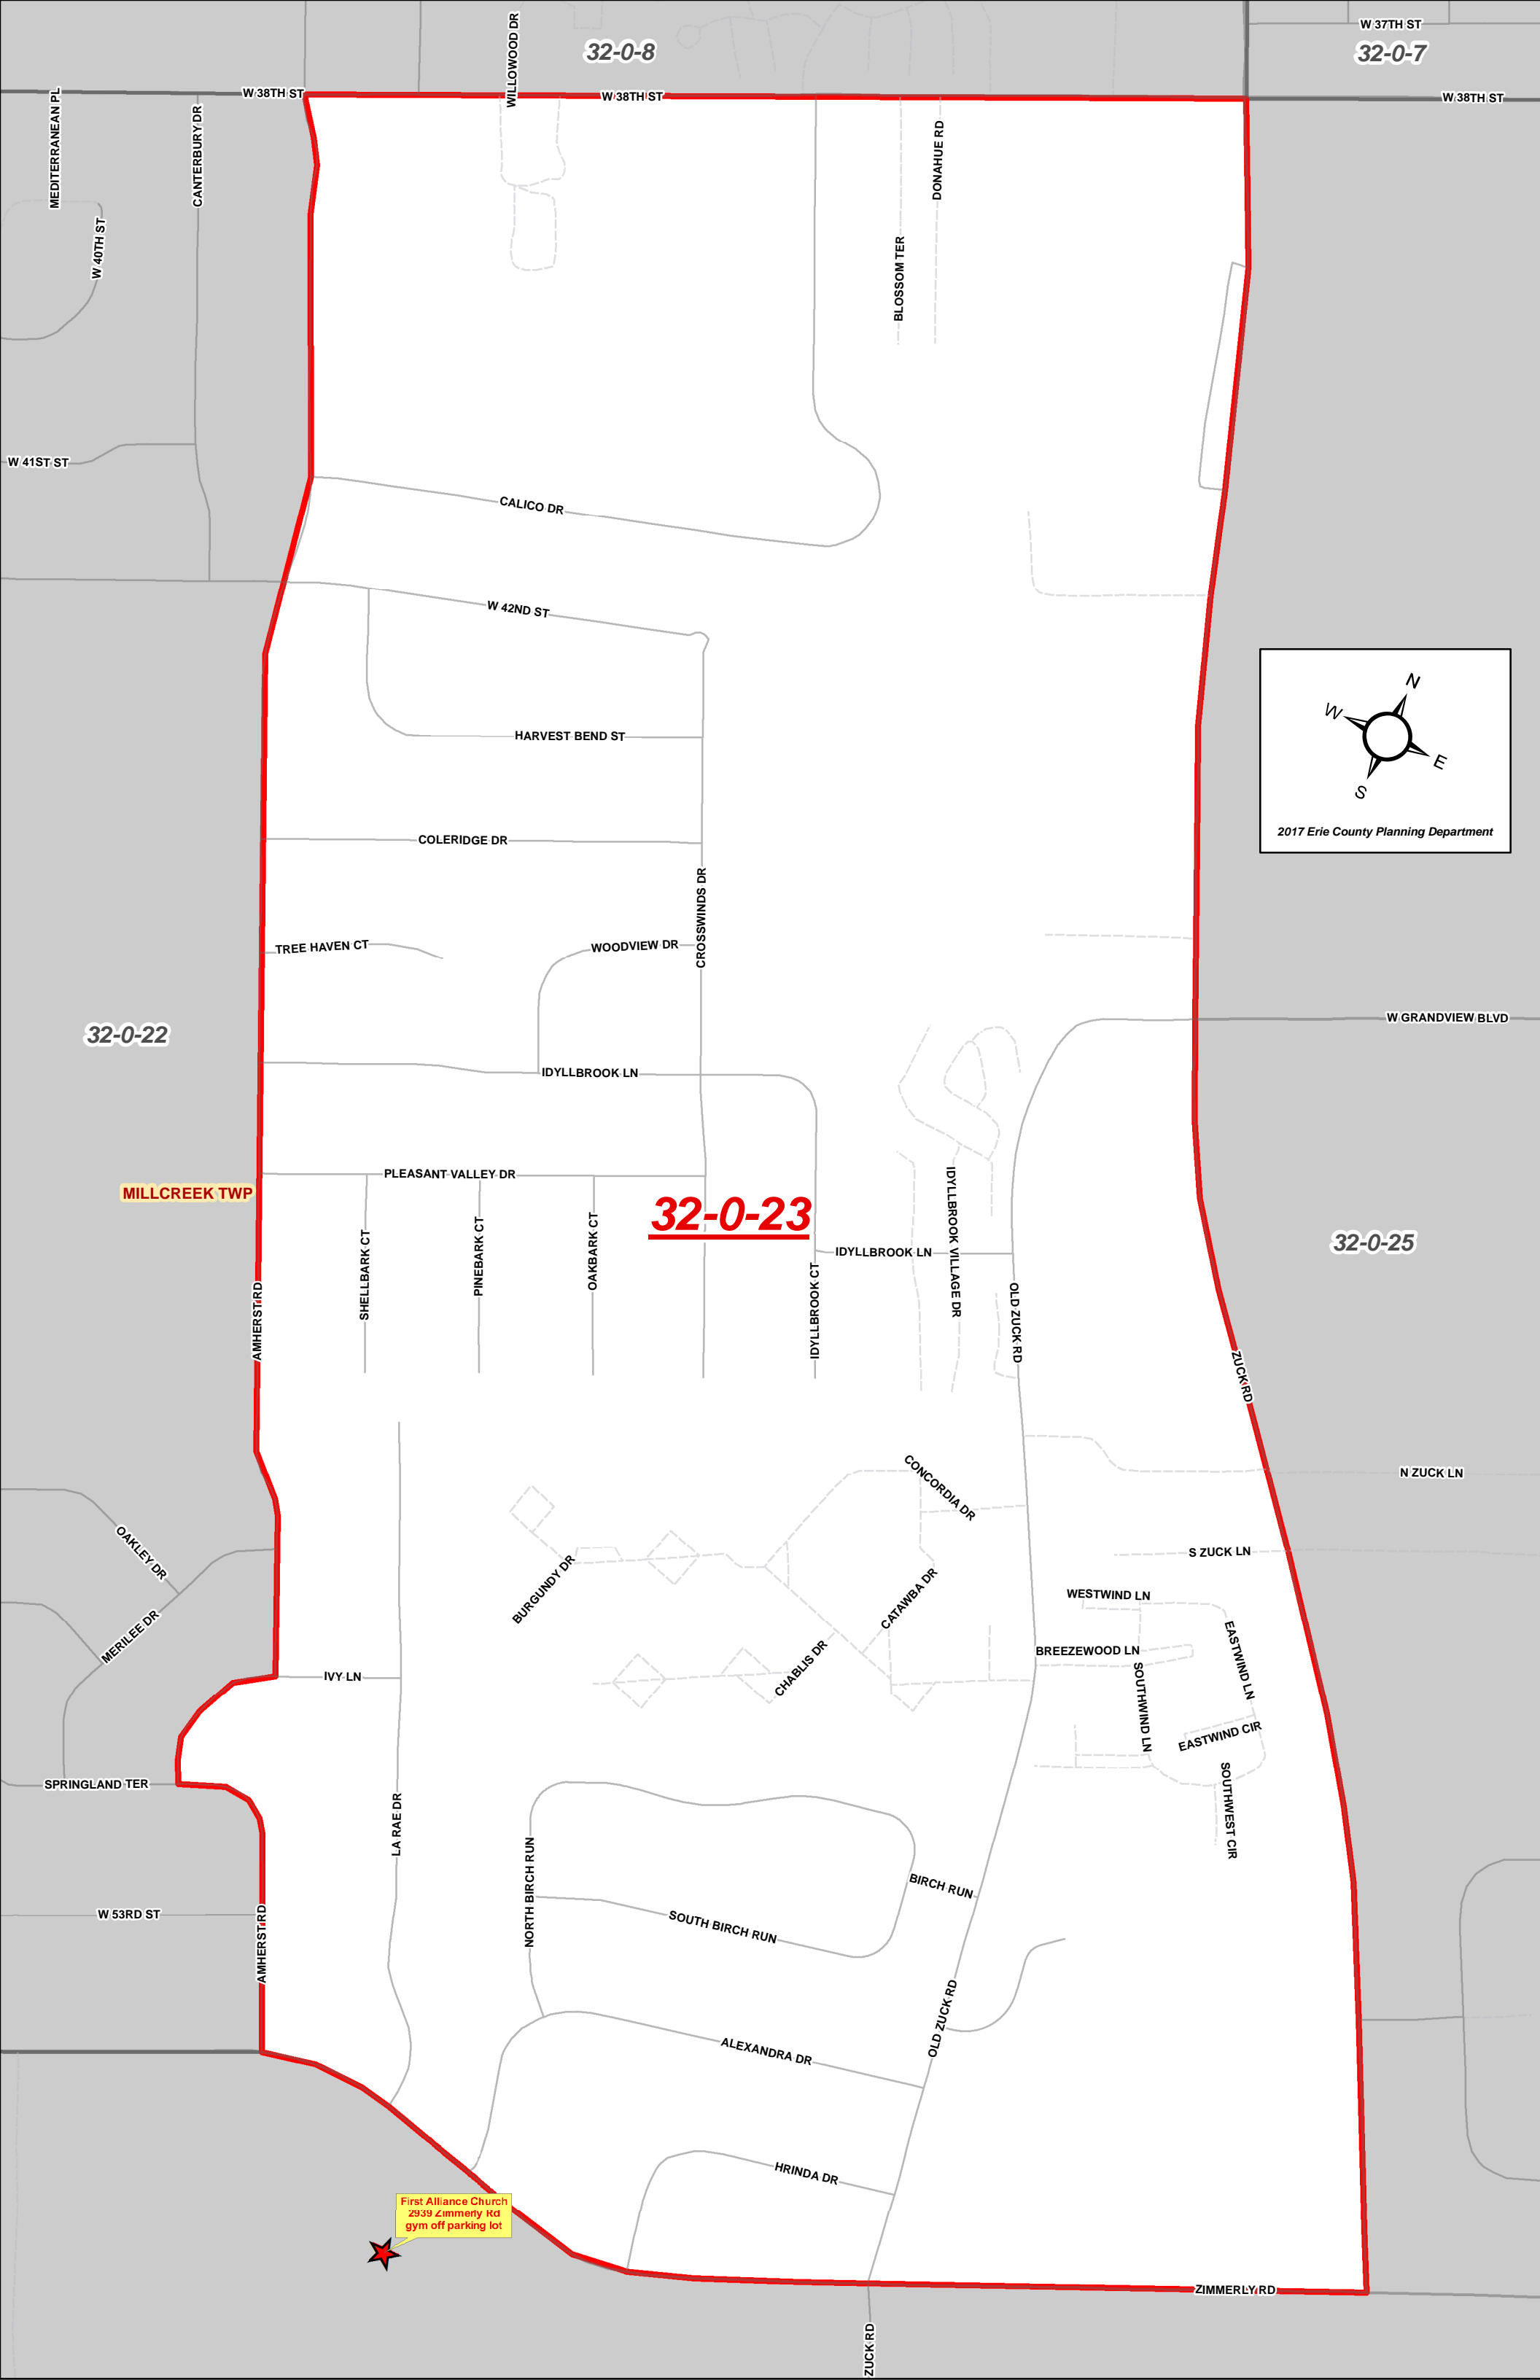 W 37TH ST
32-0-8
32-0-7
WILLOWOOD DR
W 38TH ST
W 38TH ST
W 38TH ST
MEDITERRANEAN PL
CANTERBURY DR
DONAHUE RD
W 40TH ST
BLOSSOM TER
W 41ST ST
CALICO DR
W 42ND ST
N
W
E
S
2017 Erie County Planning Department
HARVEST BEND ST
COLERIDGE DR
CROSSWINDS DR
TREE HAVEN CT
WOODVIEW DR
32-0-22
W GRANDVIEW BLVD
IDYLLBROOK LN
PLEASANT VALLEY DR
MILLCREEK TWP
32-0-23
IDYLLBROOK VILLAGE DR
32-0-25
SHELLBARK CT
PINEBARK CT
OAKBARK CT
IDYLLBROOK LN
IDYLLBROOK CT
AMHERST RD
OLD ZUCK RD
ZUCK RD
N ZUCK LN
CONCORDIA DR
OAKLEY DR
S ZUCK LN
BURGUNDY DR
CATAWBA DR
WESTWIND LN
MERILEE DR
BREEZEWOOD LN
EASTWIND LN
CHABLIS DR
IVY LN
SOUTHWIND LN
EASTWIND CIR
SPRINGLAND TER
LA RAE DR
SOUTHWEST CIR
NORTH BIRCH RUN
BIRCH RUN
W 53RD ST
SOUTH BIRCH RUN
AMHERST RD
OLD ZUCK RD
ALEXANDRA DR
HRINDA DR
First Alliance Church
2939 Zimmerly Rd
gym off parking lot
ZIMMERLY RD
ZUCK RD